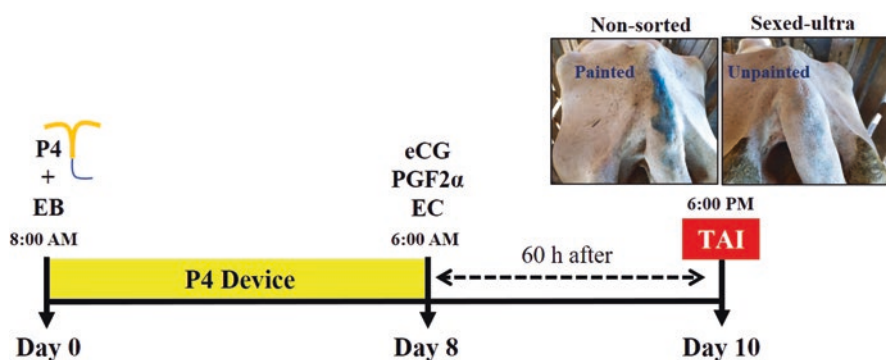 Non-sorted
Sexed-ultra
Painted
Unpainted
P4
+
EB
8:00 AM
eCG
PGF2α
EC
6:00 AM
6:00 PM
TAI
P4 Device
60 h after
Day 0
Day 8
Day 10